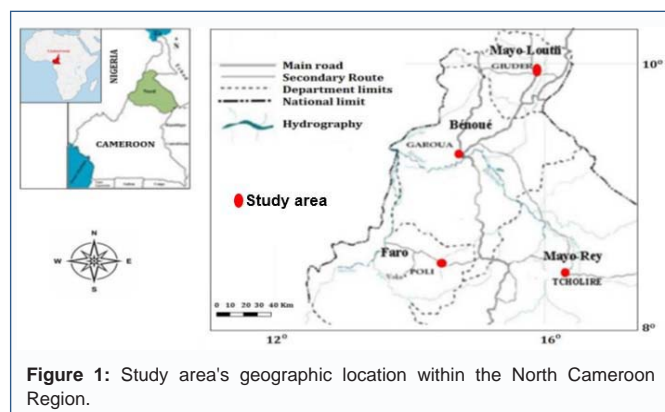 NIGERIA
N
Nord
CAMEROON
N
W
E
S
Main road
Secondary Route
Department limits
National limit
Hydrography
Study area
Mayo Louti
GUIDER
Bénoué
GAROUA
Faro
POLI
Mayo Rey
TCHOLIRE
0 10 20 30 40 Km
10°
8°
12°
16°
Figure 1: Study area's geographic location within the North Cameroon
Region.